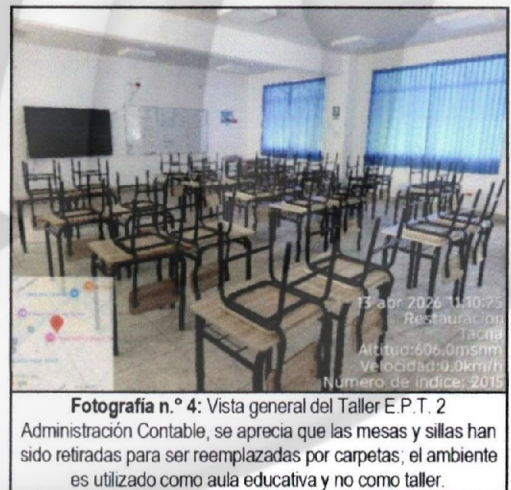 13 abr 2026 11:10:25
Restauración
Tacna
Altitud:606.0msnm
Velocidad:0.0km/h
Número de índice: 2015
Fotografía n.° 4: Vista general del Taller E.P.T. 2
Administración Contable, se aprecia que las mesas y sillas han
sido retiradas para ser reemplazadas por carpetas; el ambiente
es utilizado como aula educativa y no como taller.